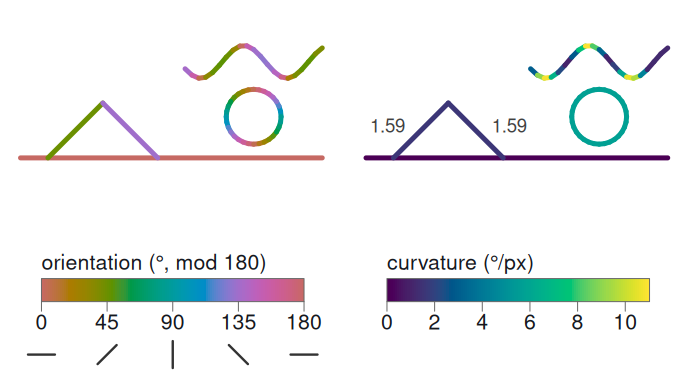 1.59 1.59
orientation (°, mod 180)
0 45 90 135 180
curvature (°/px)
0 2 4 6 8 10